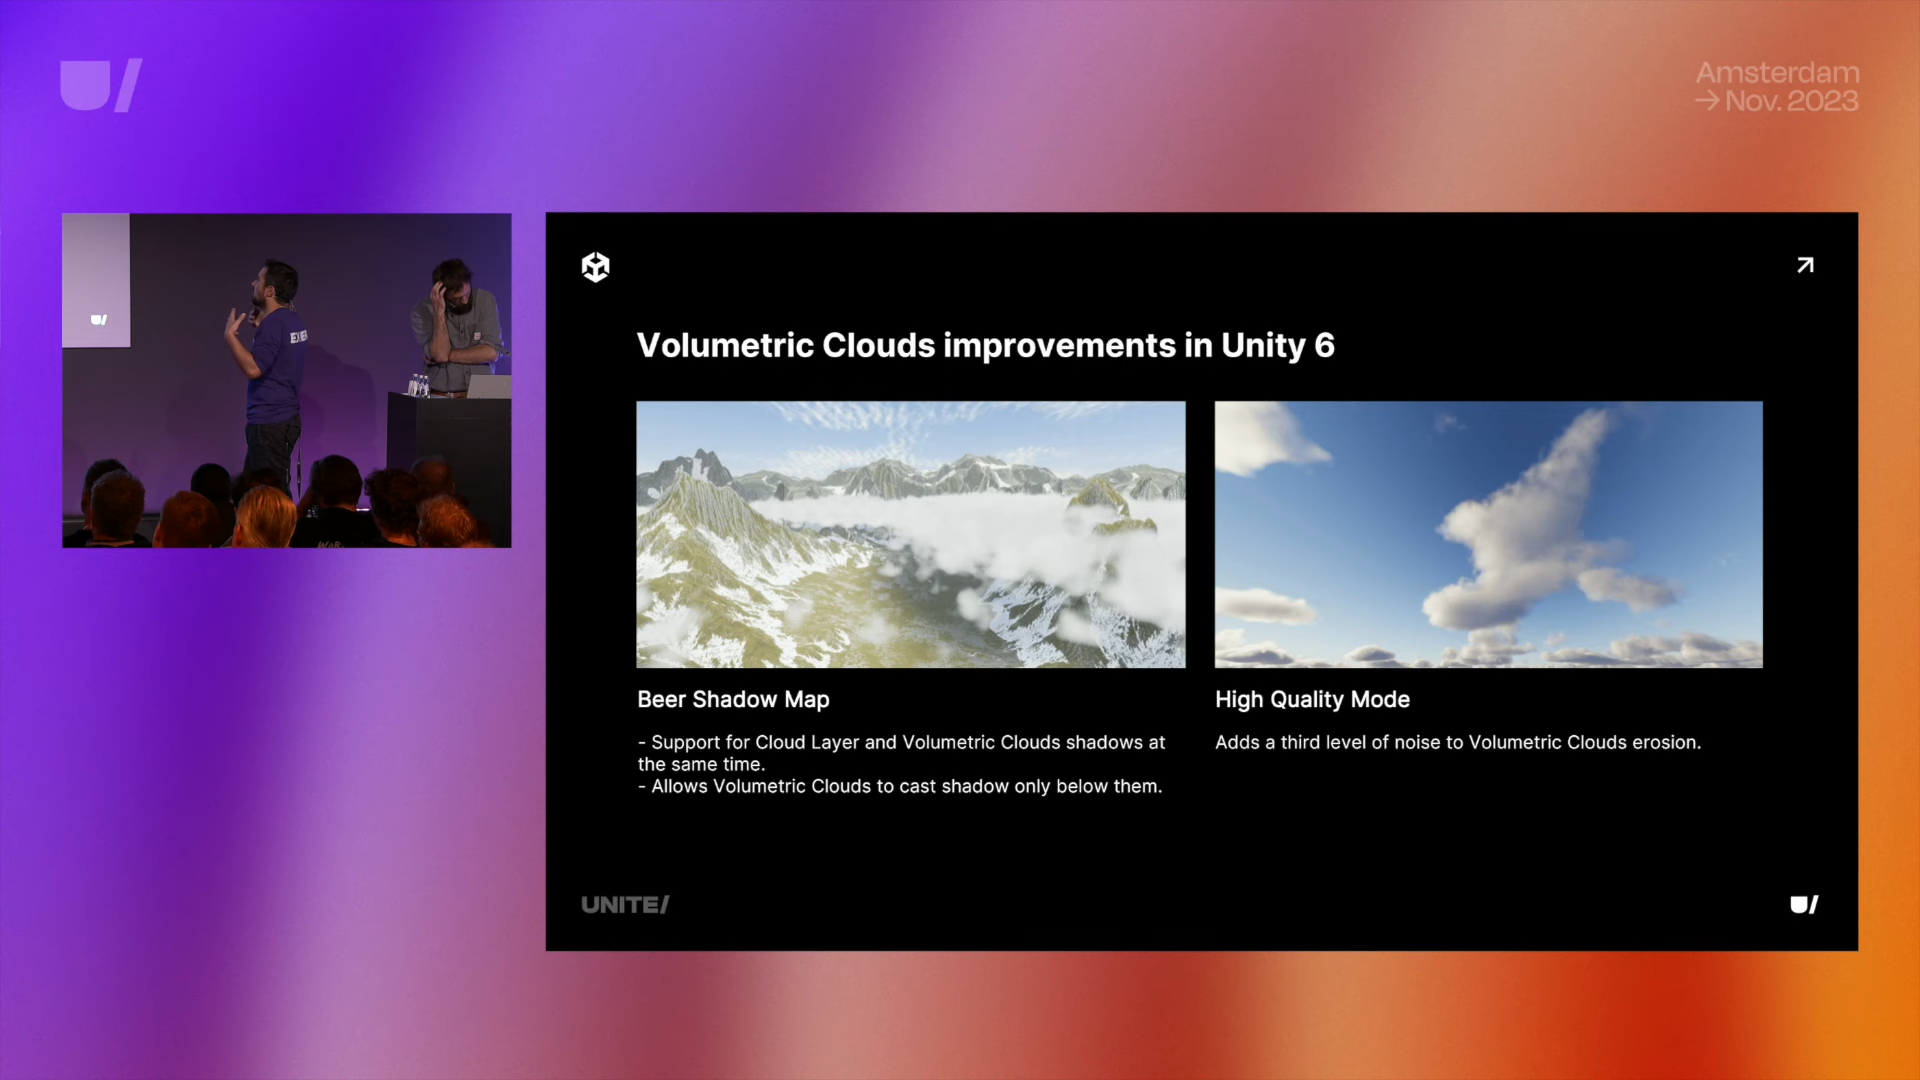 U/
Amsterdam
→ Nov. 2023
U/
Volumetric Clouds improvements in Unity 6
Beer Shadow Map
- Support for Cloud Layer and Volumetric Clouds shadows at
the same time.
- Allows Volumetric Clouds to cast shadow only below them.
High Quality Mode
Adds a third level of noise to Volumetric Clouds erosion.
UNITE/
U/